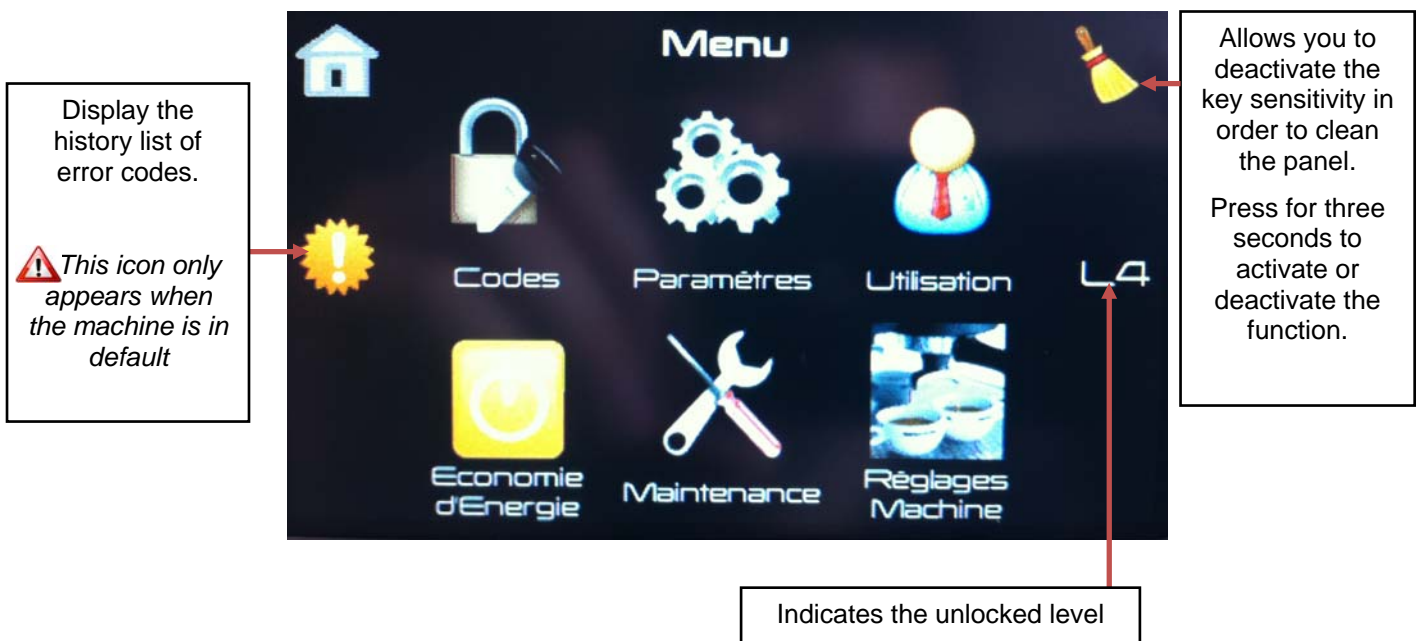 Menu
Codes
Paramètres
Utilisation
L4
Economie
d'Energie
Maintenance
Réglages
Machine
Display the
history list of
error codes.
This icon only
appears when
the machine is in
default
Allows you to
deactivate the
key sensitivity in
order to clean
the panel.
Press for three
seconds to
activate or
deactivate the
function.
Indicates the unlocked level